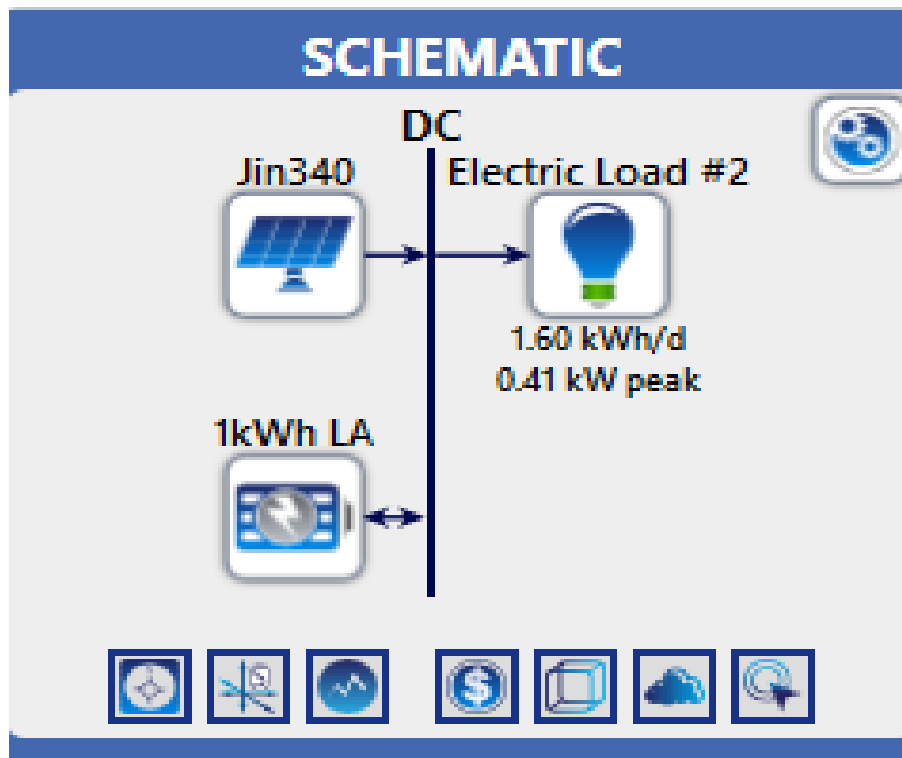 SCHEMATIC
DC
Jin340
Electric Load #2
1.60 kWh/d
0.41 kW peak
1kWh LA